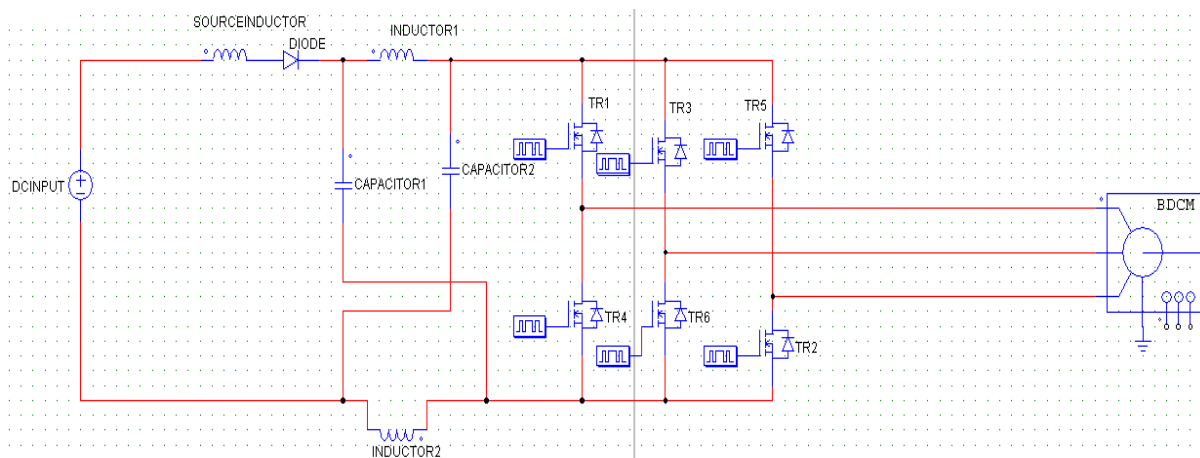 SOURCEINDUCTOR
DIODE
INDUCTOR1
TR1
TR3
TR5
DCINPUT
CAPACITOR1
CAPACITOR2
BDCM
TR4
TR6
TR2
INDUCTOR2